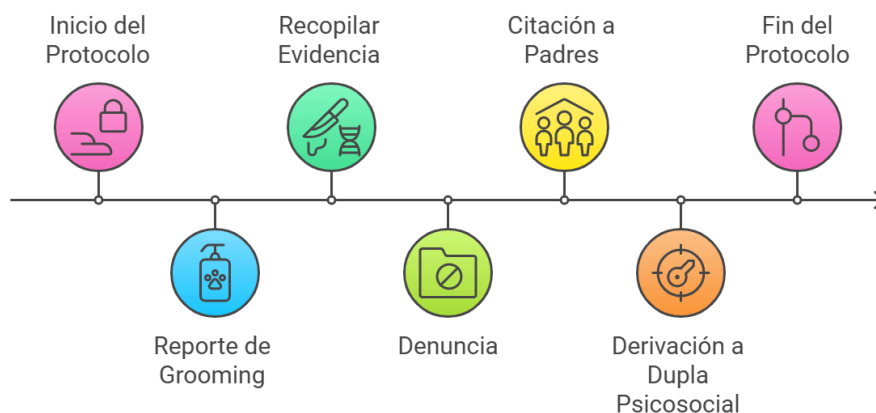 Inicio del
Protocolo
Recopilar
Evidencia
Citación a
Padres
Fin del
Protocolo
Reporte de
Grooming
Denuncia
Derivación a
Dupla
Psicosocial